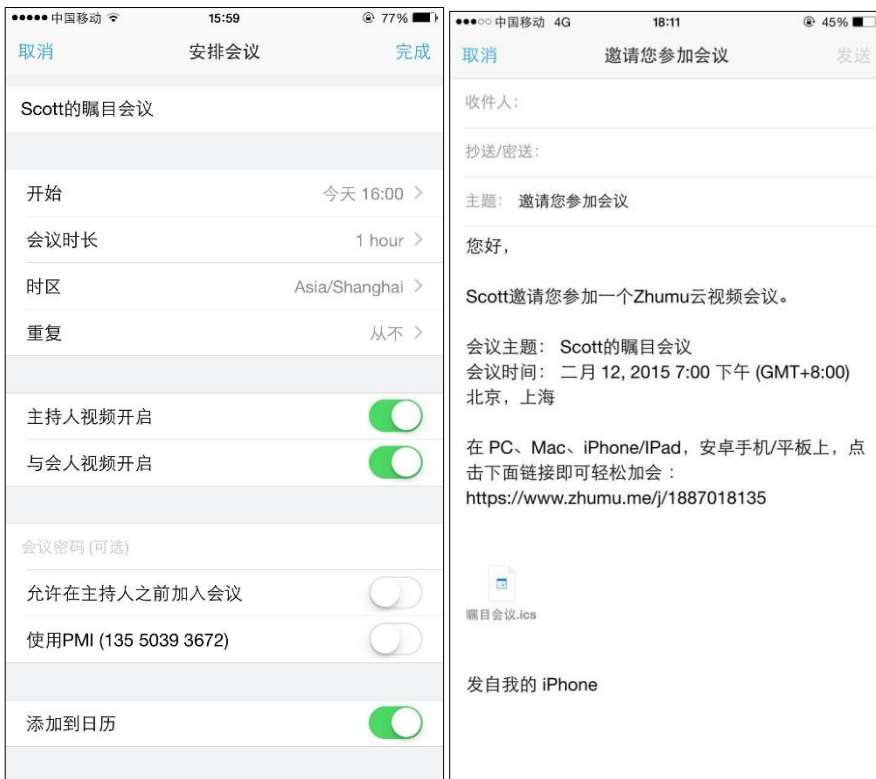 中国移动 15:59 77%
取消 安排会议 完成
Scott的瞩目会议
开始 今天 16:00
会议时长 1 hour
时区 Asia/Shanghai
重复 从不
主持人视频开启
与会人视频开启
会议密码 (可选)
允许在主持人之前加入会议
使用PMI (135 5039 3672)
添加到日历
中国移动 4G 18:11 45%
取消 邀请您参加会议 发送
收件人:
抄送/密送:
主题: 邀请您参加会议
您好,
Scott邀请您参加一个Zhumu云视频会议。
会议主题: Scott的瞩目会议
会议时间: 二月 12, 2015 7:00 下午 (GMT+8:00)
北京，上海
在 PC、Mac、iPhone/IPad，安卓手机/平板上，点
击下面链接即可轻松加会：
https://www.zhumu.me/j/1887018135
瞩目会议.ics
发自我的 iPhone